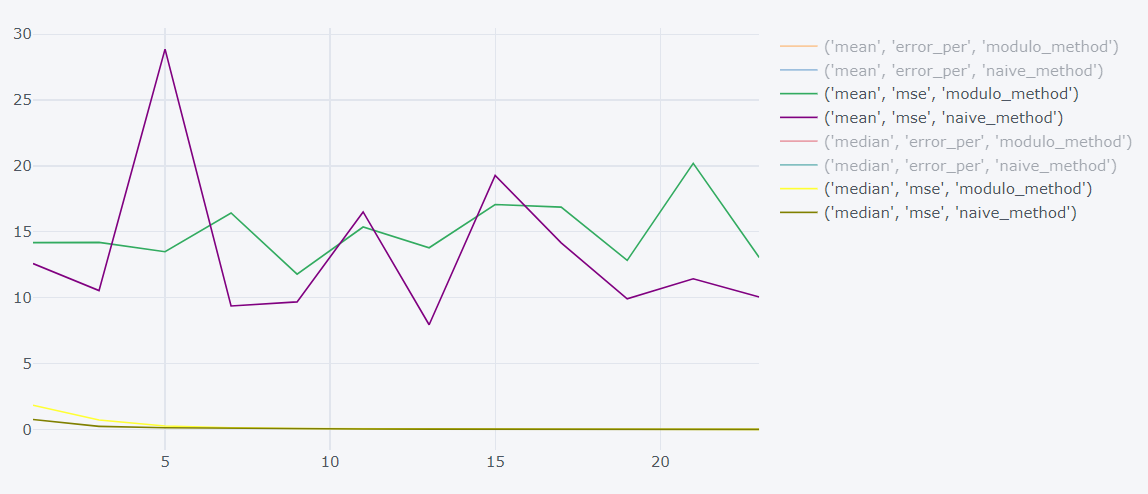 30
25
20
15
10
5
0
5
10
15
20
('mean', 'error_per', 'modulo_method')
('mean', 'error_per', 'naive_method')
('mean', 'mse', 'modulo_method')
('mean', 'mse', 'naive_method')
('median', 'error_per', 'modulo_method')
('median', 'error_per', 'naive_method')
('median', 'mse', 'modulo_method')
('median', 'mse', 'naive_method')